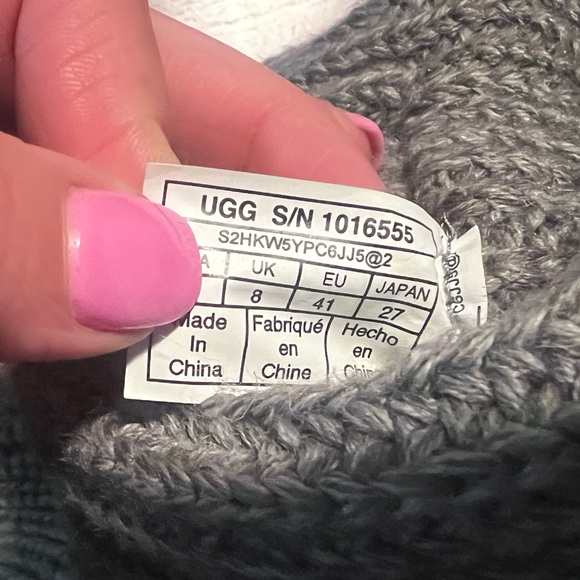 UGG S/N 1016555
S2HKW5YPC6JJ5@2
A UK EU JAPAN
8 41 27
Made Fabriqué Hecho
In en en
China Chine